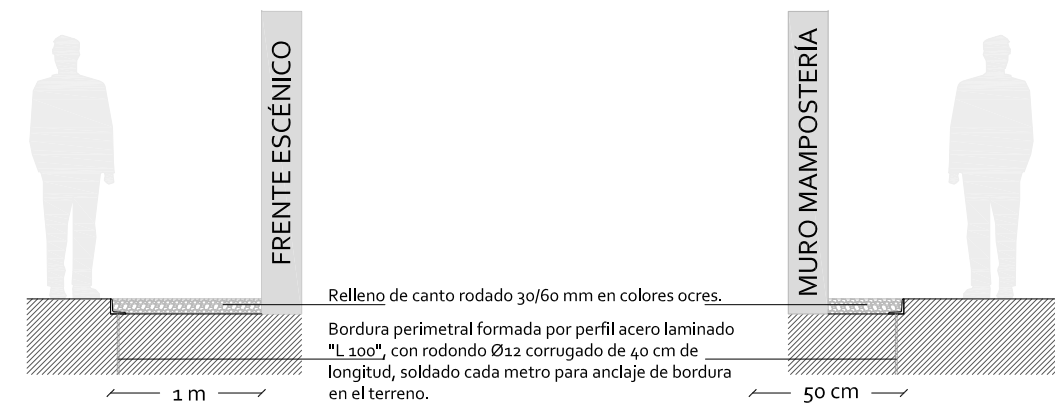 FRENTE ESCÉNICO
MURO MAMPOSTERÍA
Relleno de canto rodado 30/60 mm en colores ocres.
Bordura perimetral formada por perfil acero laminado
"L 100", con rodondo Ø12 corrugado de 40 cm de
longitud, soldado cada metro para anclaje de bordura
en el terreno.
1 m
50 cm